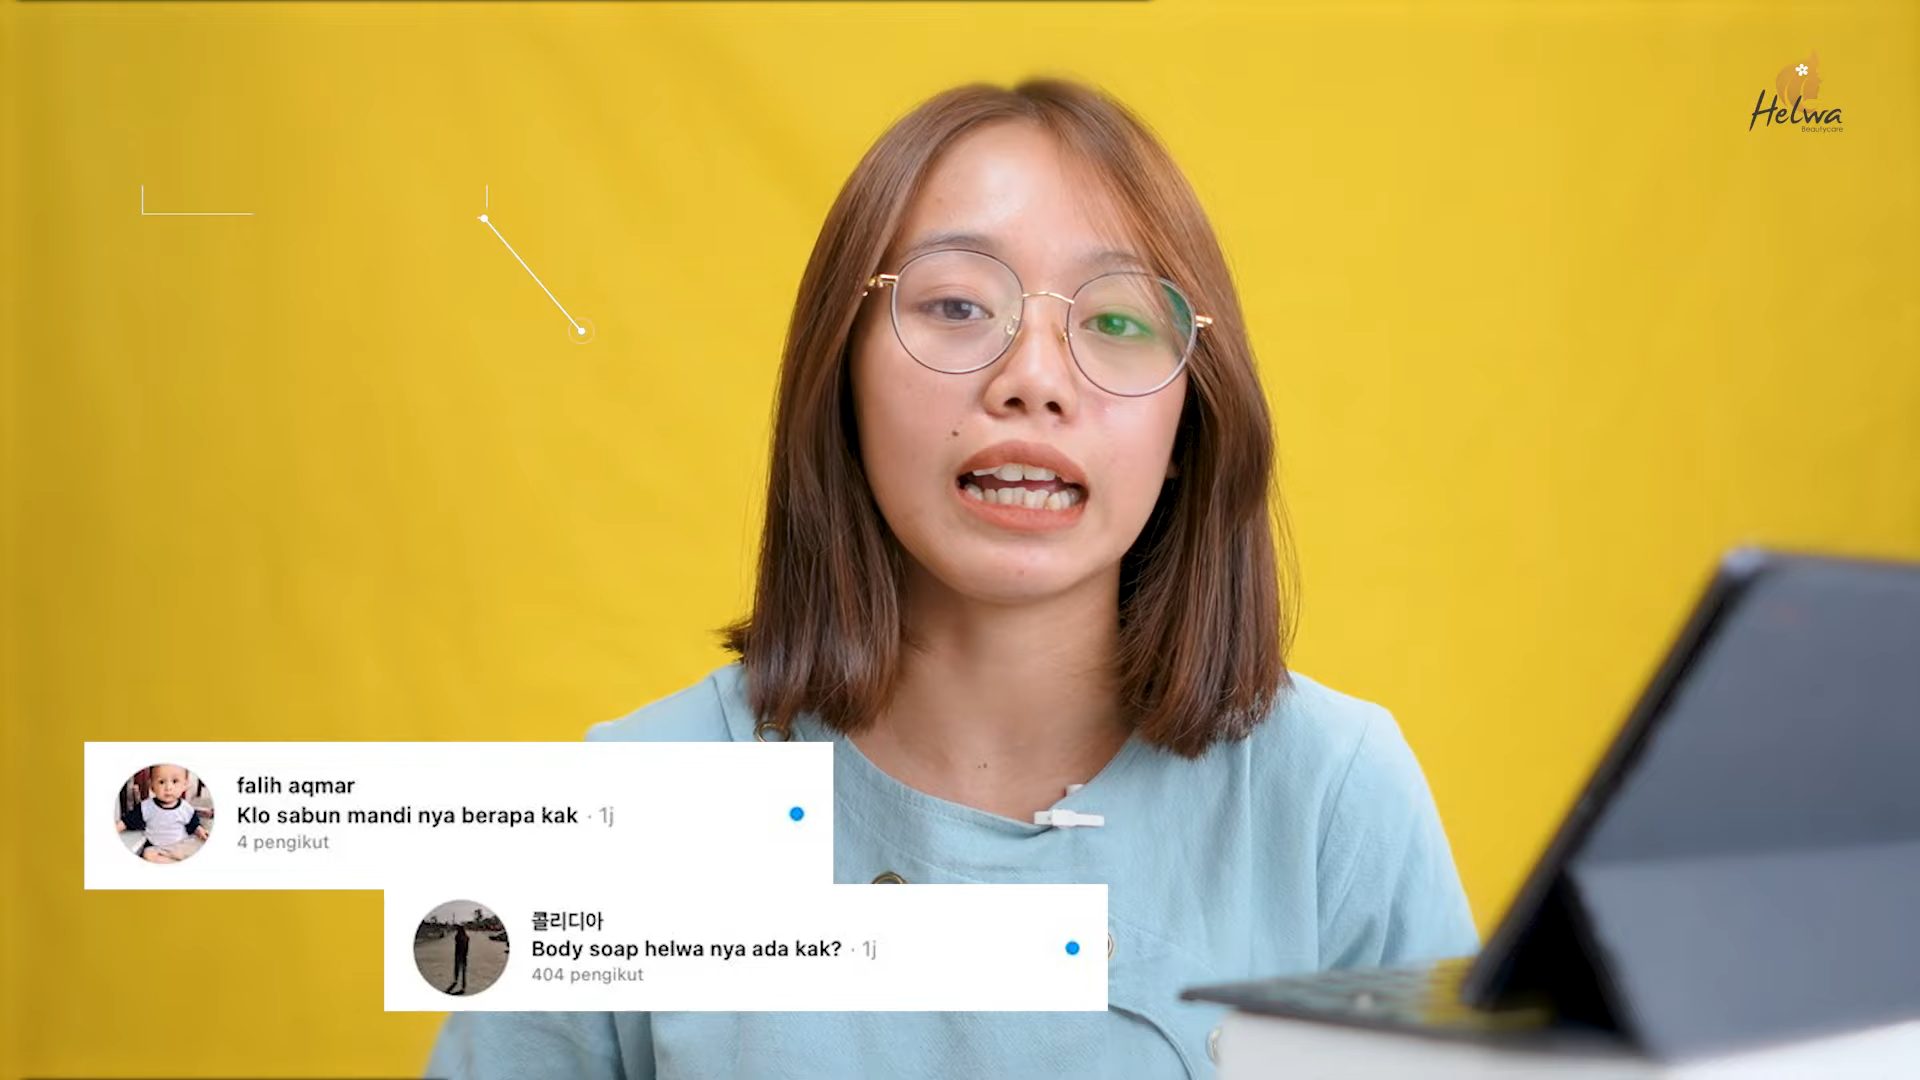 Helwa
Beautycare
falih aqmar
Klo sabun mandi nya berapa kak · 1j
4 pengikut
콜리디아
Body soap helwa nya ada kak? · 1j
404 pengikut